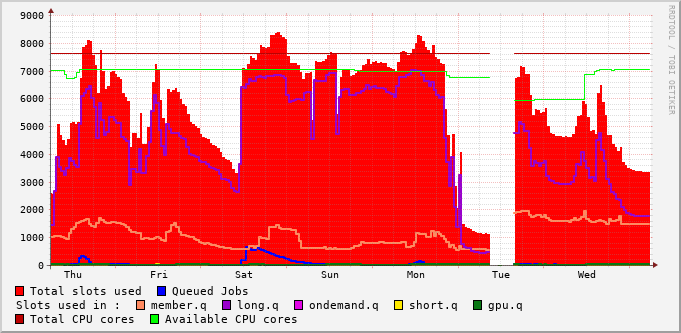 9000
8000
7000
6000
5000
4000
3000
2000
1000
0
Thu Fri Sat Sun Mon Tue Wed
RRDTOOL / TOBI OETIKER
Total slots used Queued Jobs
Slots used in : member.q long.q ondemand.q short.q gpu.q
Total CPU cores Available CPU cores